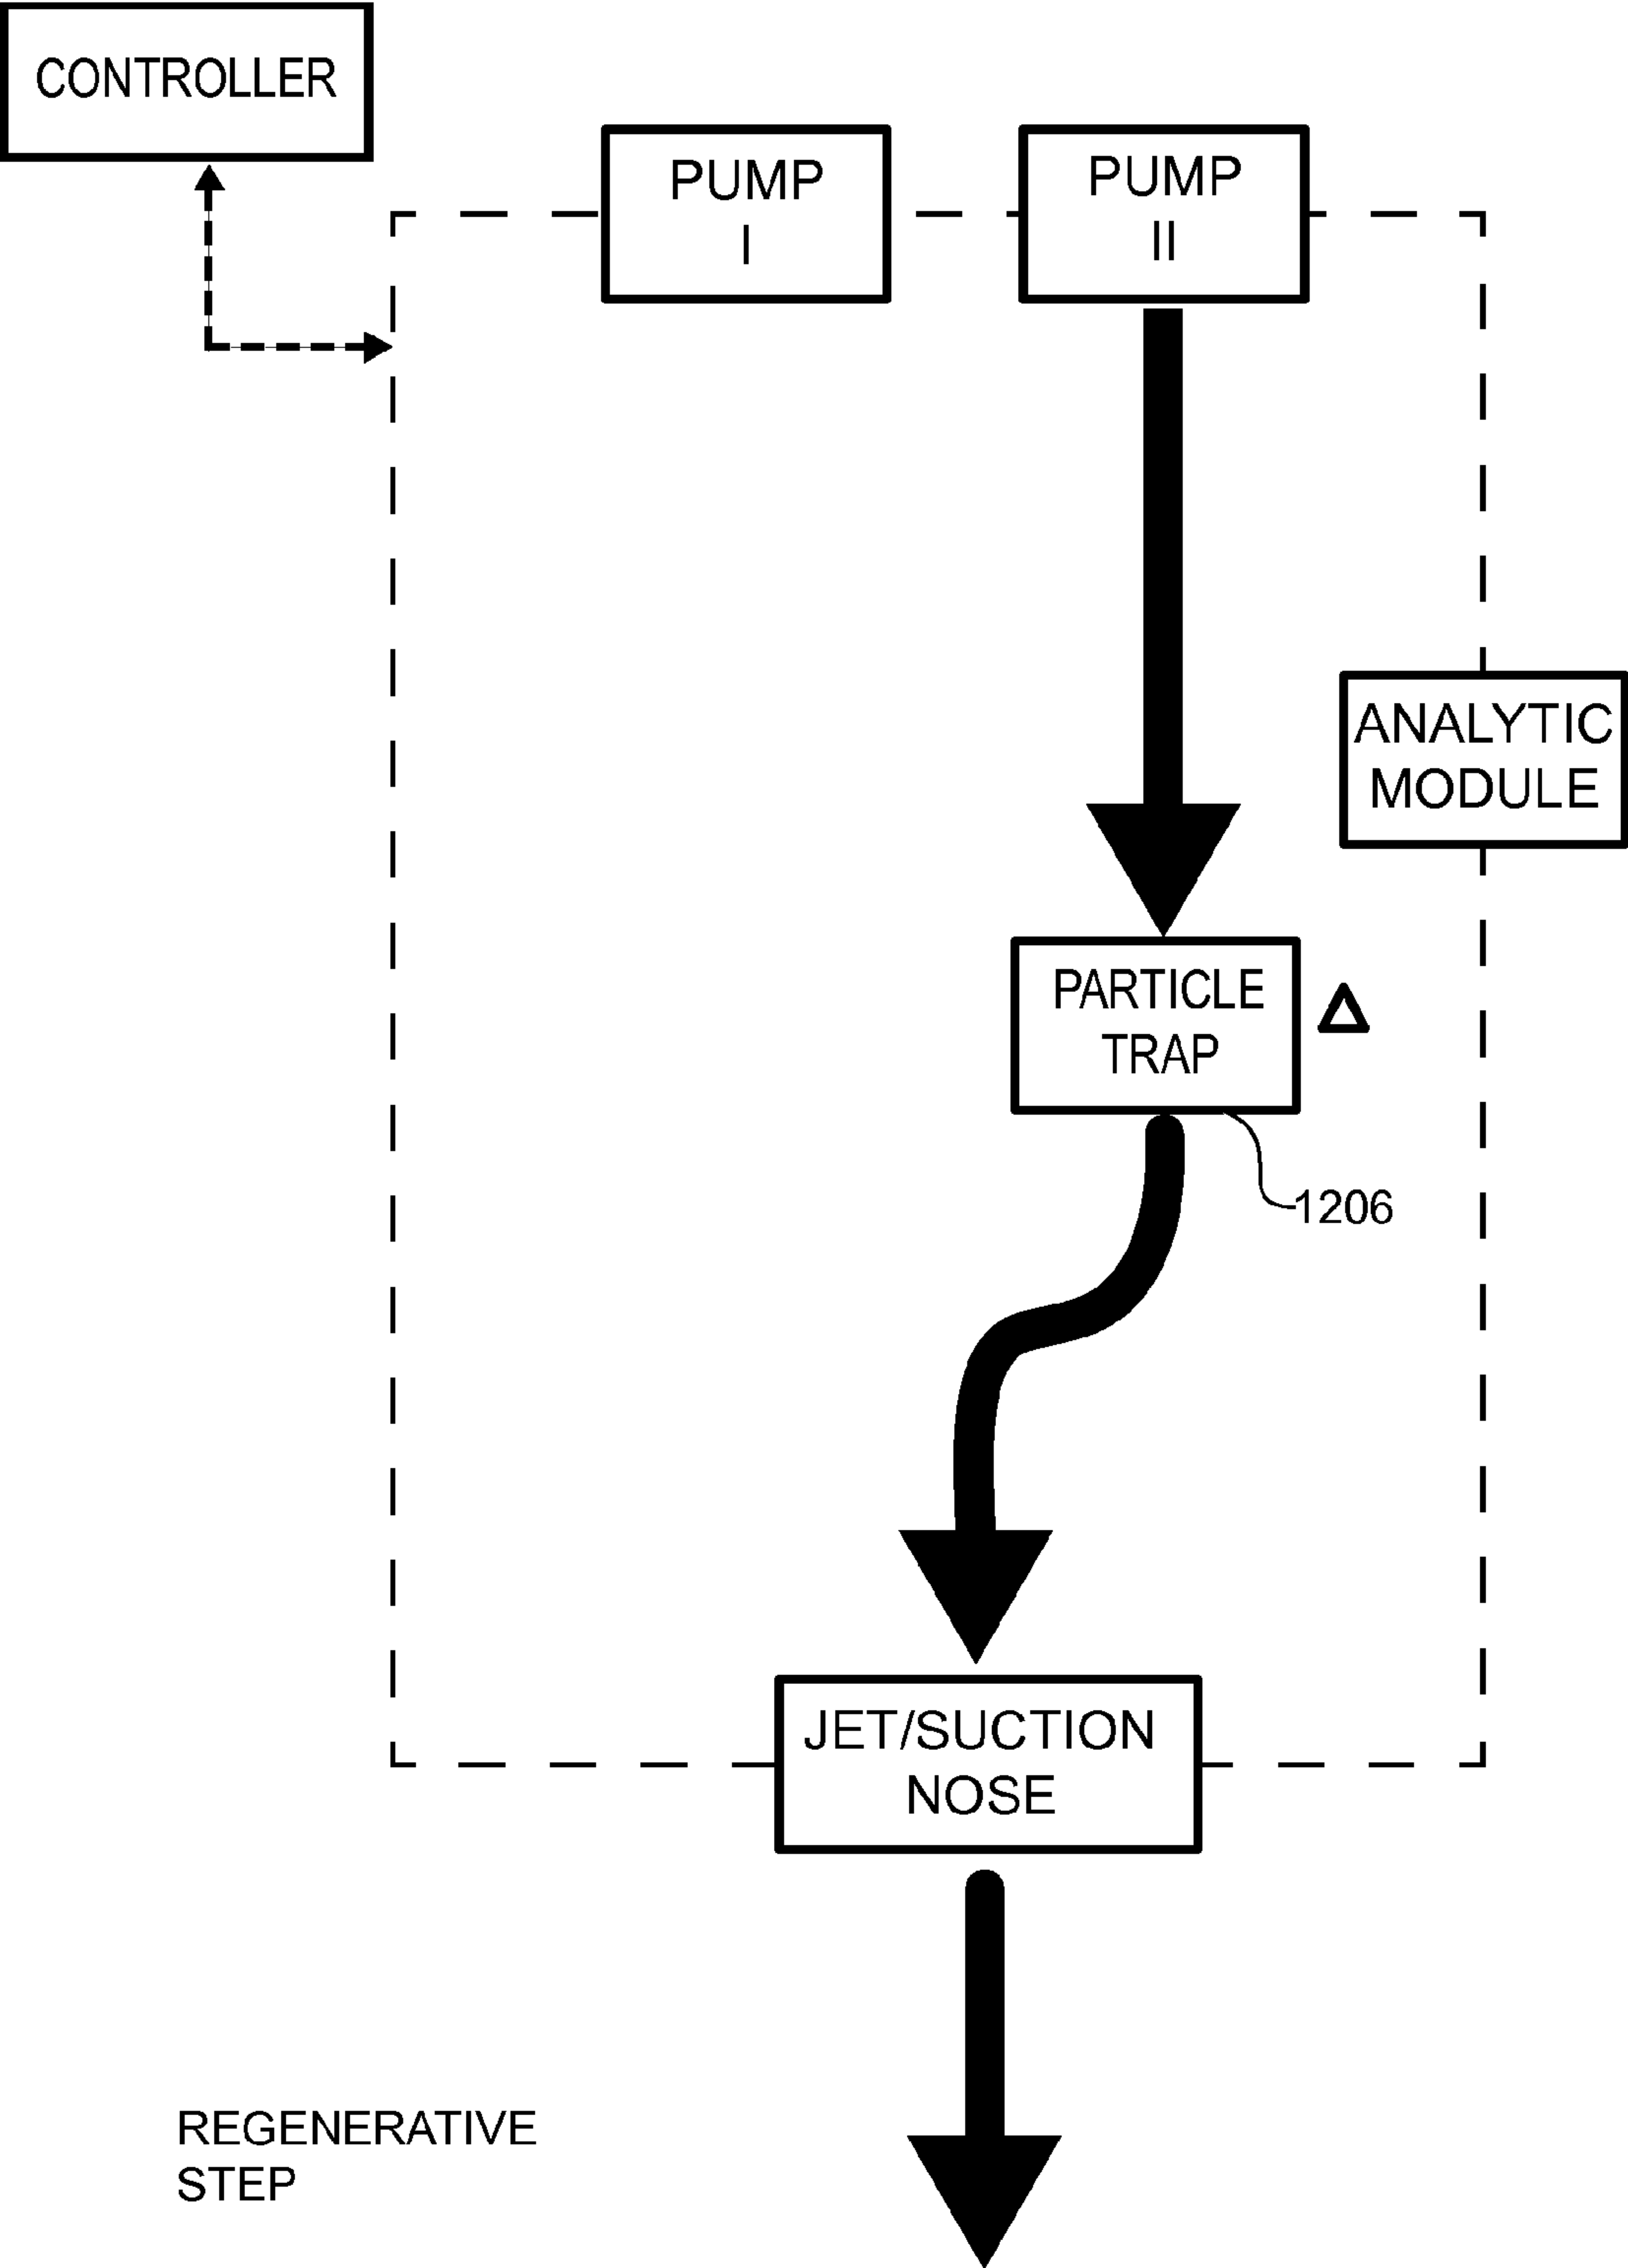 CONTROLLER
PUMP
I
PUMP
II
ANALYTIC
MODULE
PARTICLE
TRAP
Δ
1206
JET/SUCTION
NOSE
REGENERATIVE
STEP